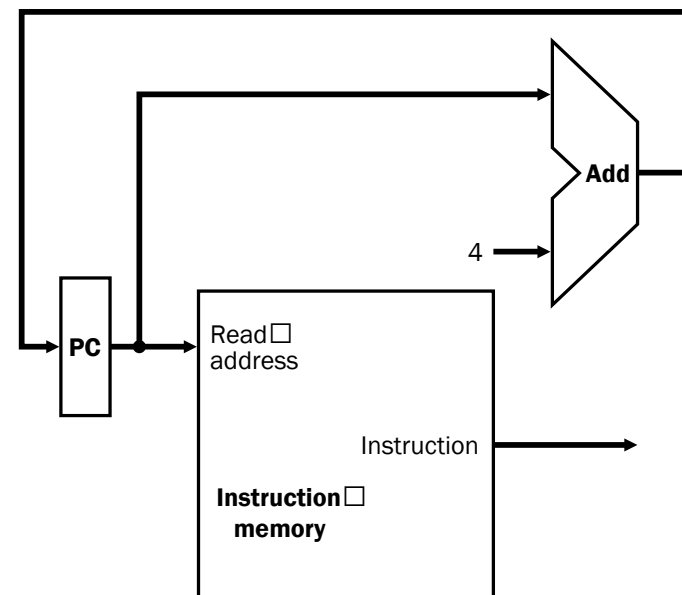 Add
4
PC
Read□
address
Instruction
Instruction□
memory